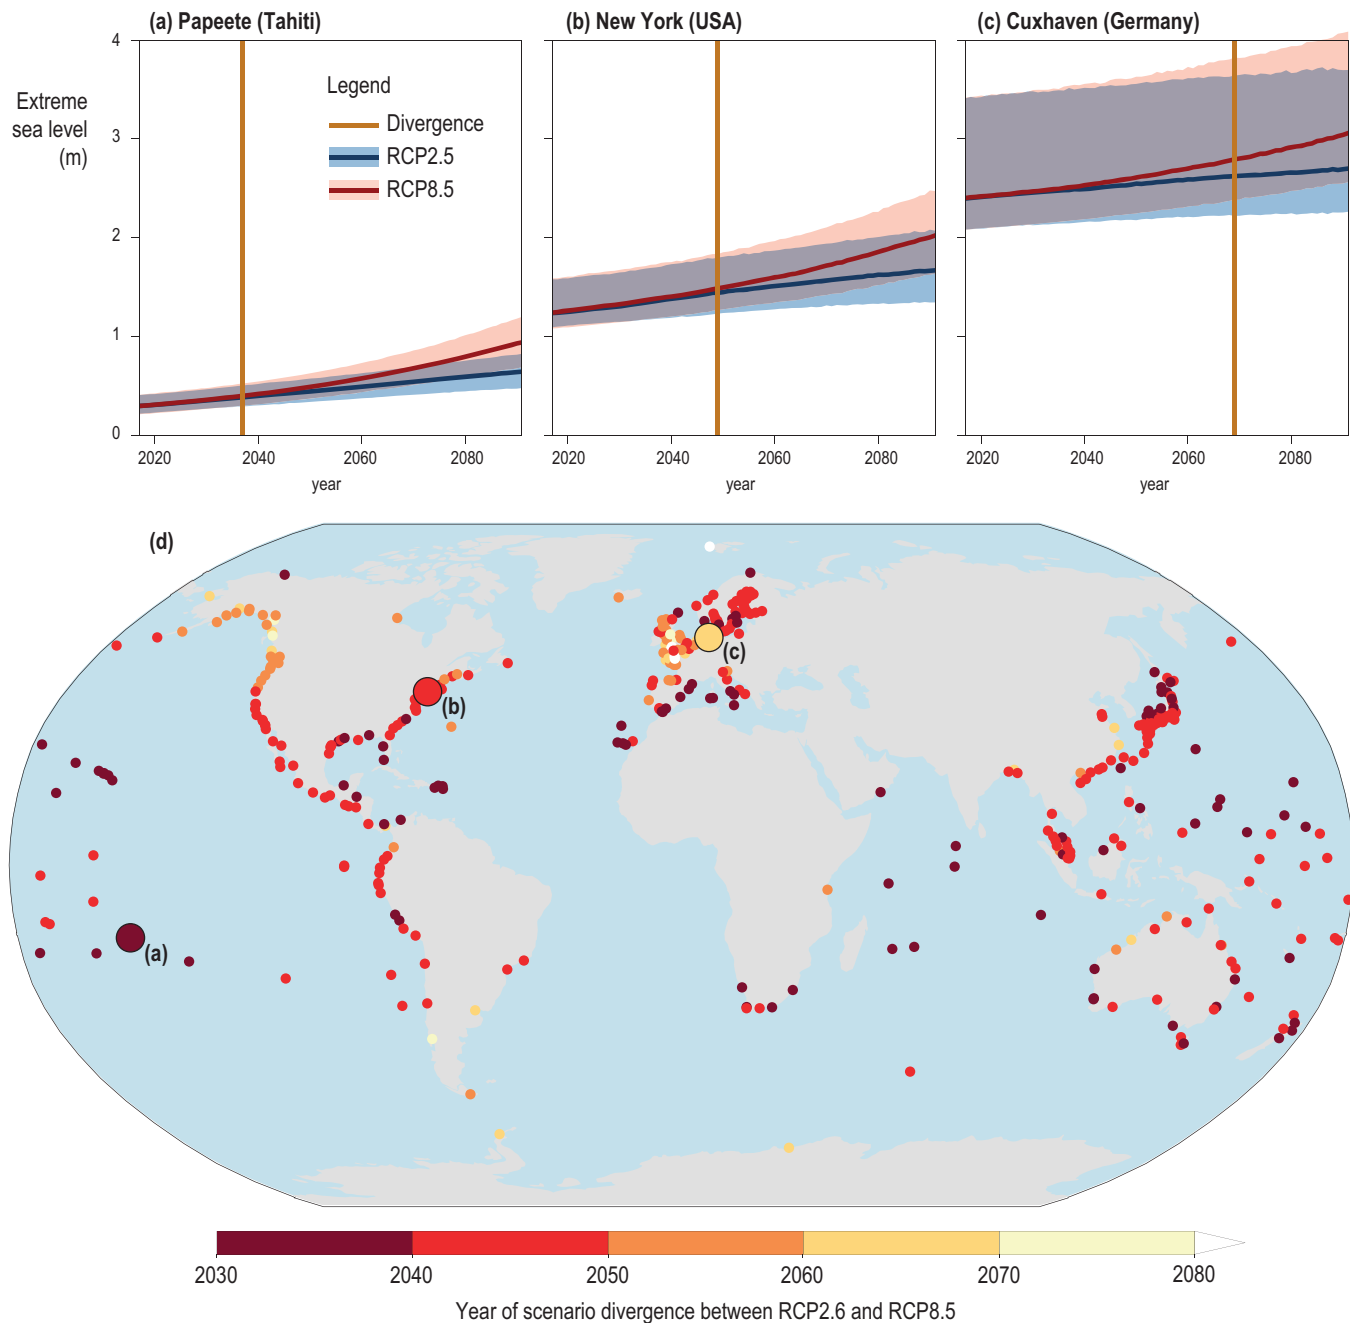 (a) Papeete (Tahiti)
(b) New York (USA)
(c) Cuxhaven (Germany)
Extreme
sea level
(m)
4
3
2
1
0
Legend
Divergence
RCP2.5
RCP8.5
2020 2040 2060 2080
2020 2040 2060 2080
2020 2040 2060 2080
year
year
year
(d)
(c)
(b)
(a)
2030 2040 2050 2060 2070 2080
Year of scenario divergence between RCP2.6 and RCP8.5